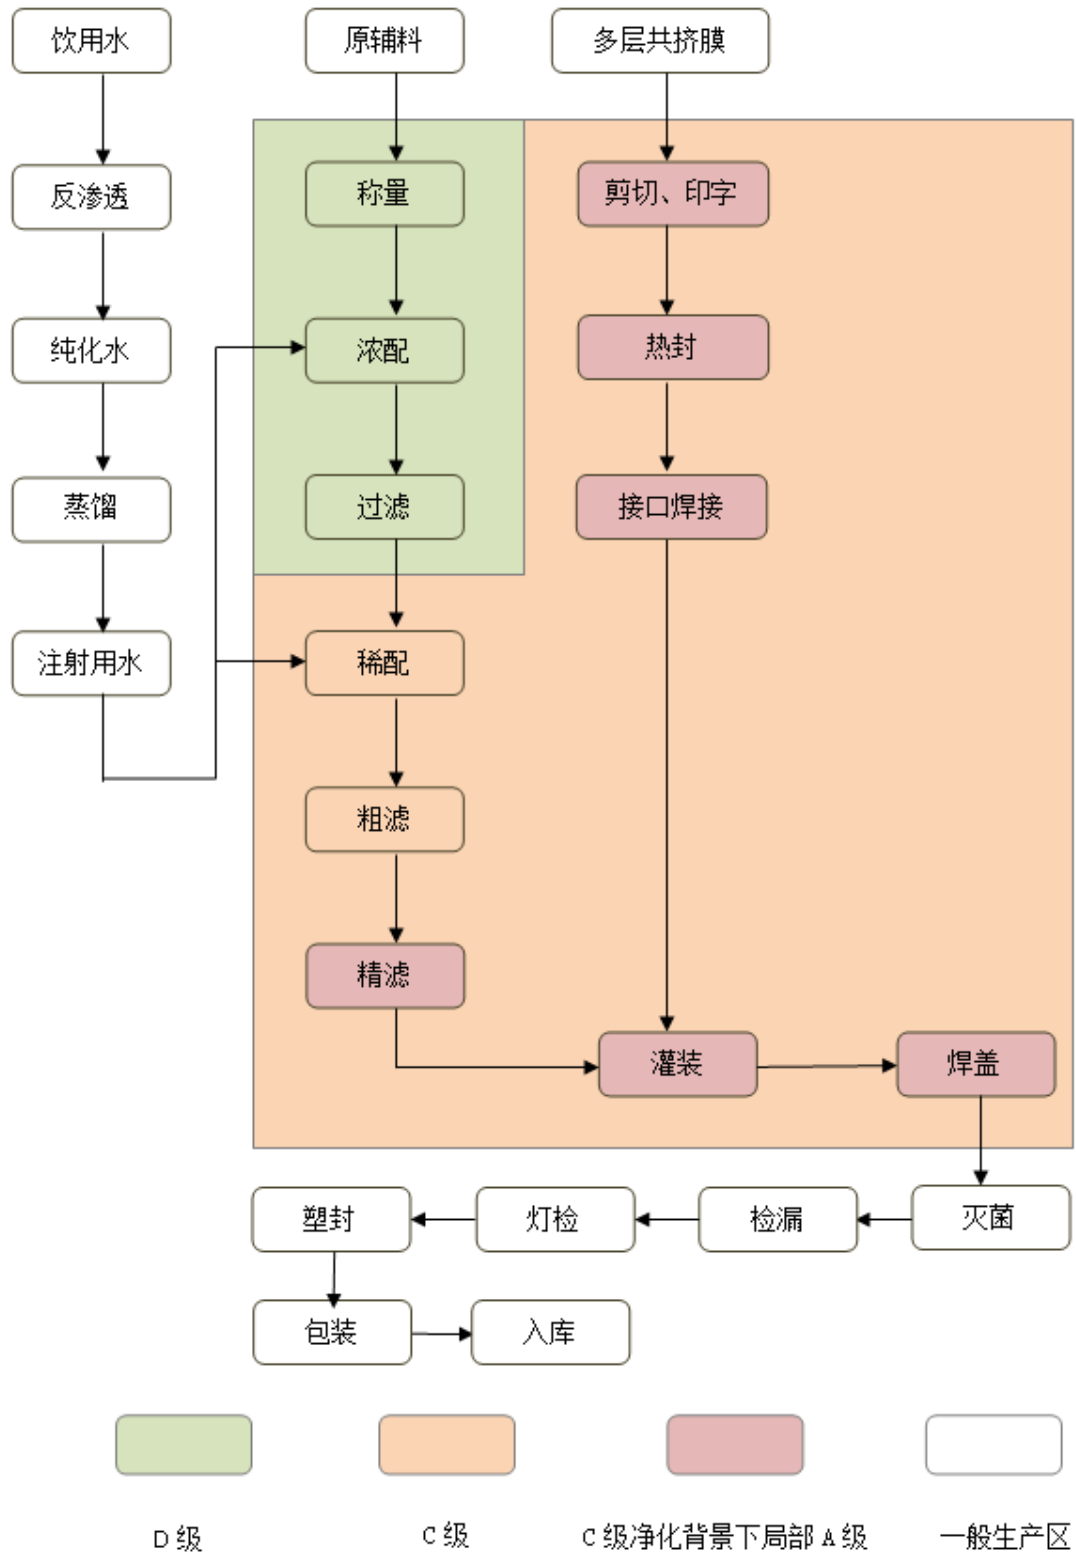 饮用水
原辅料
多层共挤膜
反渗透
称量
剪切、印字
纯化水
浓配
热封
蒸馏
过滤
接口焊接
注射用水
稀配
粗滤
精滤
灌装
焊盖
塑封
灯检
检漏
灭菌
包装
入库
D 级
C 级
C 级净化背景下局部 A 级
一般生产区